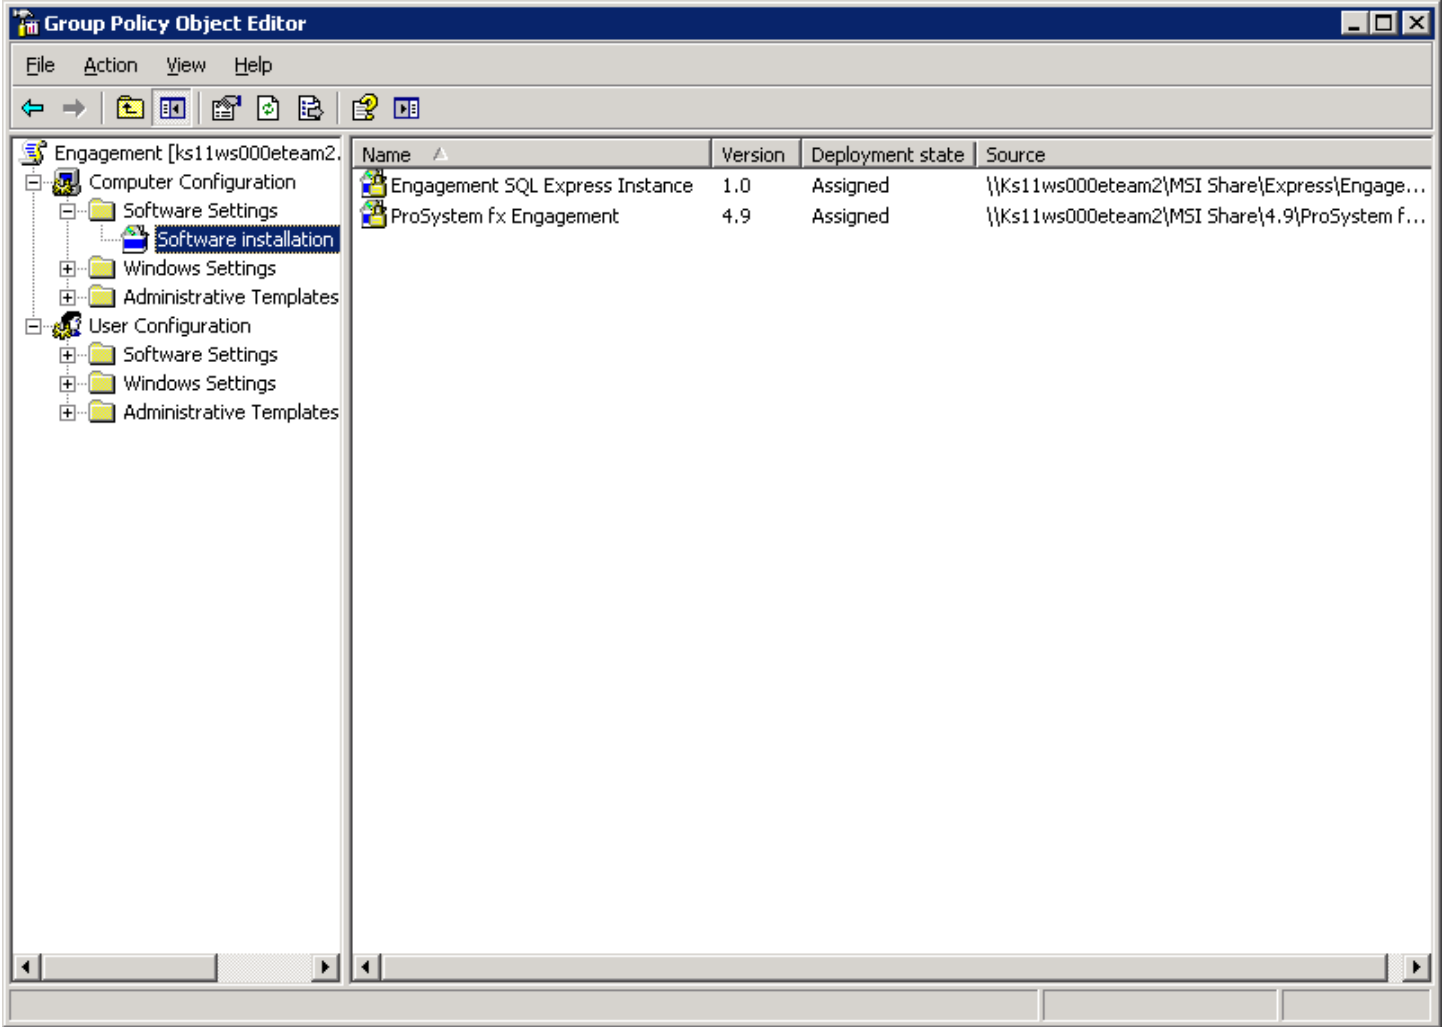 Group Policy Object Editor
File Action View Help
Engagement [ks11ws000eteam2.
Computer Configuration
Software Settings
Software installation
Windows Settings
Administrative Templates
User Configuration
Software Settings
Windows Settings
Administrative Templates
Name Version Deployment state Source
Engagement SQL Express Instance 1.0 Assigned \\Ks11ws000eteam2\MSI Share\Express\Engage...
ProSystem fx Engagement 4.9 Assigned \\Ks11ws000eteam2\MSI Share\4.9\ProSystem f...